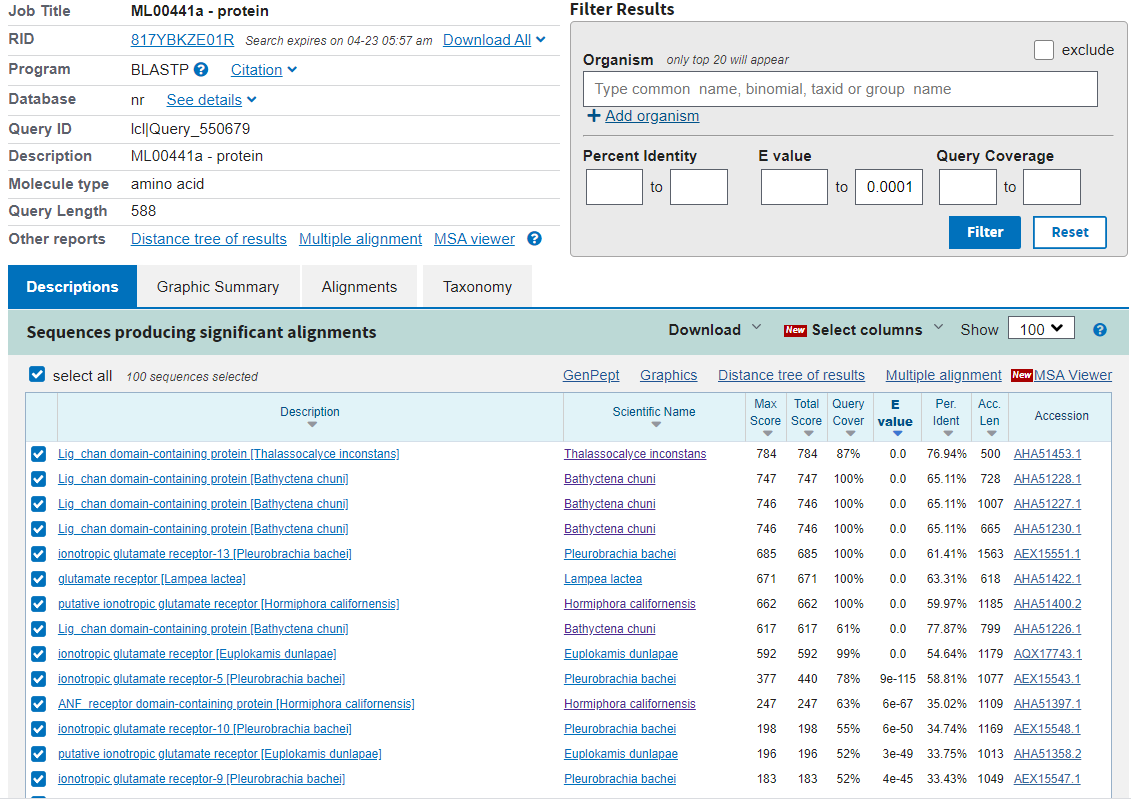 Job Title ML00441a - protein
RID 817YBKZE01R Search expires on 04-23 05:57 am Download All
Program BLASTP ? Citation
Database nr See details
Query ID lcl|Query_550679
Description ML00441a - protein
Molecule type amino acid
Query Length 588
Other reports Distance tree of results Multiple alignment MSA viewer ?
Filter Results
Organism only top 20 will appear exclude
Type common name, binomial, taxid or group name
+ Add organism
Percent Identity E value Query Coverage
to to 0.0001 to
Filter Reset
Descriptions Graphic Summary Alignments Taxonomy
Sequences producing significant alignments Download New Select columns Show 100 ?
select all 100 sequences selected GenPept Graphics Distance tree of results Multiple alignment New MSA Viewer
Description Scientific Name Max Score Total Score Query Cover E value Per. Ident Acc. Len Accession
Lig_chan domain-containing protein [Thalassocalyce inconstans] Thalassocalyce inconstans 784 784 87% 0.0 76.94% 500 AHA51453.1
Lig_chan domain-containing protein [Bathyctena chuni] Bathyctena chuni 747 747 100% 0.0 65.11% 728 AHA51228.1
Lig_chan domain-containing protein [Bathyctena chuni] Bathyctena chuni 746 746 100% 0.0 65.11% 1007 AHA51227.1
Lig_chan domain-containing protein [Bathyctena chuni] Bathyctena chuni 746 746 100% 0.0 65.11% 665 AHA51230.1
ionotropic glutamate receptor-13 [Pleurobrachia bachei] Pleurobrachia bachei 685 685 100% 0.0 61.41% 1563 AEX15551.1
glutamate receptor [Lampea lactea] Lampea lactea 671 671 100% 0.0 63.31% 618 AHA51422.1
putative ionotropic glutamate receptor [Hormiphora californensis] Hormiphora californensis 662 662 100% 0.0 59.97% 1185 AHA51400.2
Lig_chan domain-containing protein [Bathyctena chuni] Bathyctena chuni 617 617 61% 0.0 77.87% 799 AHA51226.1
ionotropic glutamate receptor [Euplokamis dunlapae] Euplokamis dunlapae 592 592 99% 0.0 54.64% 1179 AQX17743.1
ionotropic glutamate receptor-5 [Pleurobrachia bachei] Pleurobrachia bachei 377 440 78% 9e-115 58.81% 1077 AEX15543.1
ANF_receptor domain-containing protein [Hormiphora californensis] Hormiphora californensis 247 247 63% 6e-67 35.02% 1109 AHA51397.1
ionotropic glutamate receptor-10 [Pleurobrachia bachei] Pleurobrachia bachei 198 198 55% 6e-50 34.74% 1169 AEX15548.1
putative ionotropic glutamate receptor [Euplokamis dunlapae] Euplokamis dunlapae 196 196 52% 3e-49 33.75% 1013 AHA51358.2
ionotropic glutamate receptor-9 [Pleurobrachia bachei] Pleurobrachia bachei 183 183 52% 4e-45 33.43% 1049 AEX15547.1